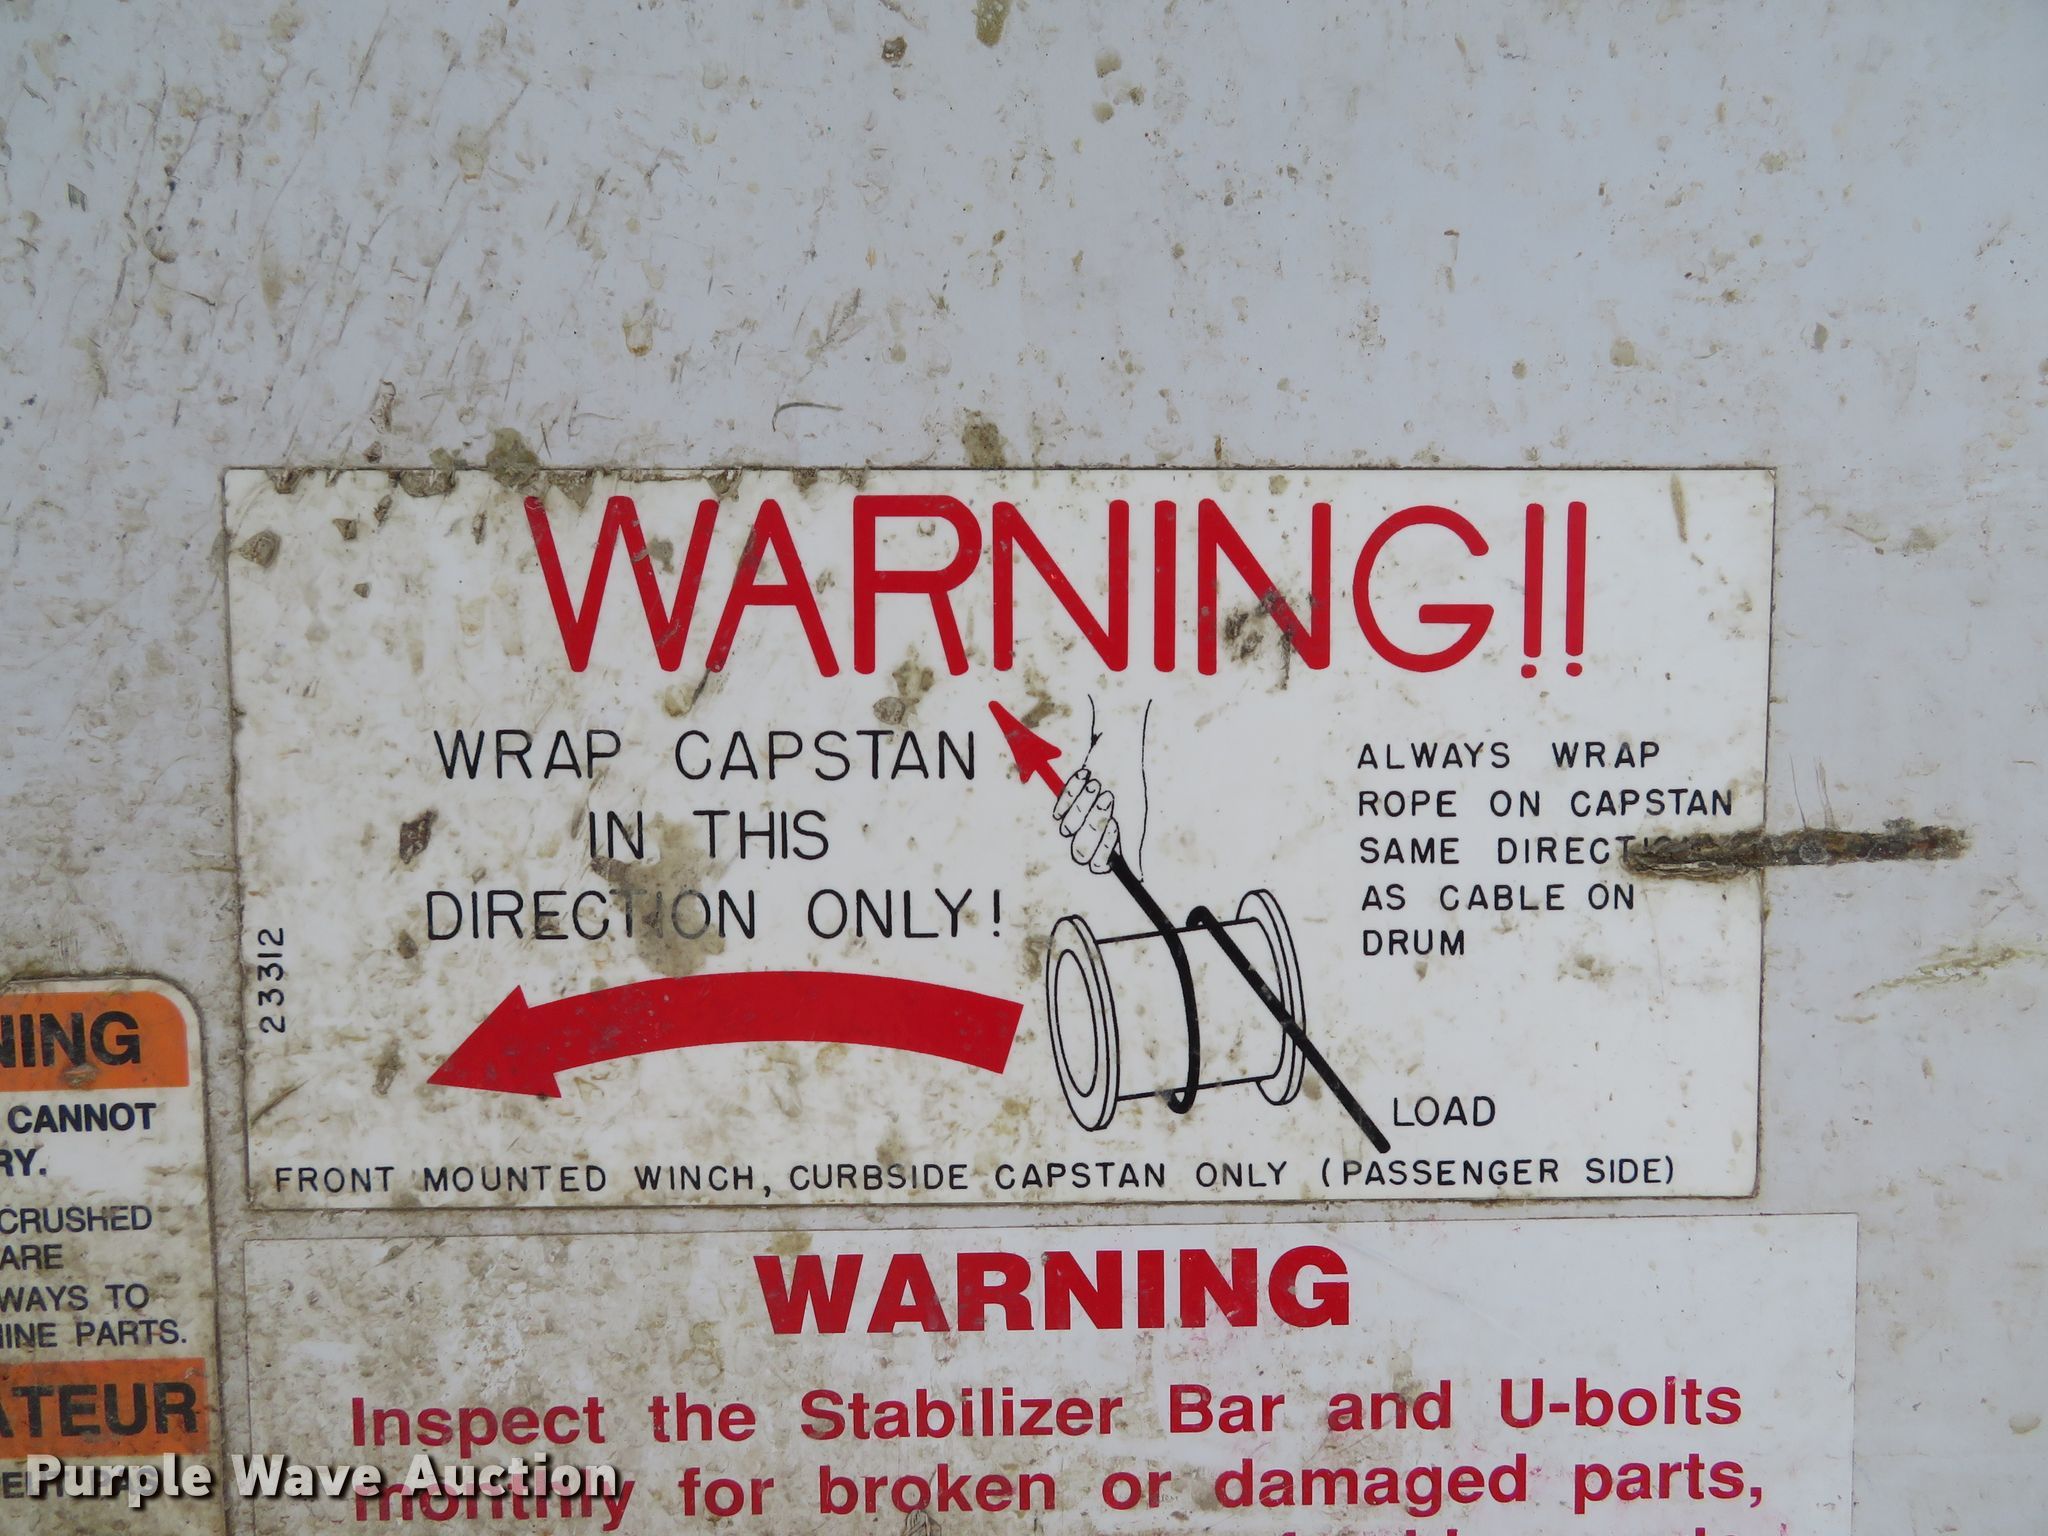 WARNING!!
WRAP CAPSTAN
IN THIS
DIRECTION ONLY!
ALWAYS WRAP
ROPE ON CAPSTAN
SAME DIRECTION
AS CABLE ON
DRUM
LOAD
23312
FRONT MOUNTED WINCH, CURBSIDE CAPSTAN ONLY (PASSENGER SIDE)
NING
CANNOT
RY.
CRUSHED
ARE
WAYS TO
INE PARTS.
ATEUR
WARNING
Inspect the Stabilizer Bar and U-bolts
monthly for broken or damaged parts,
Purple Wave Auction